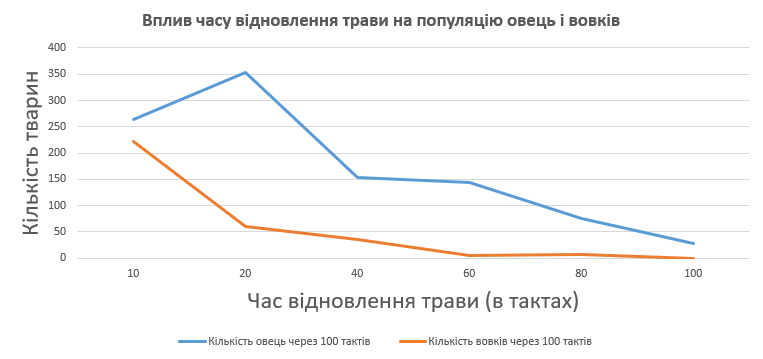 Вплив часу відновлення трави на популяцію овець і вовків
400
350
300
250
200
150
100
50
0
Кількість тварин
10 20 40 60 80 100
Час відновлення трави (в тактах)
Кількість овець через 100 тактів Кількість вовків через 100 тактів